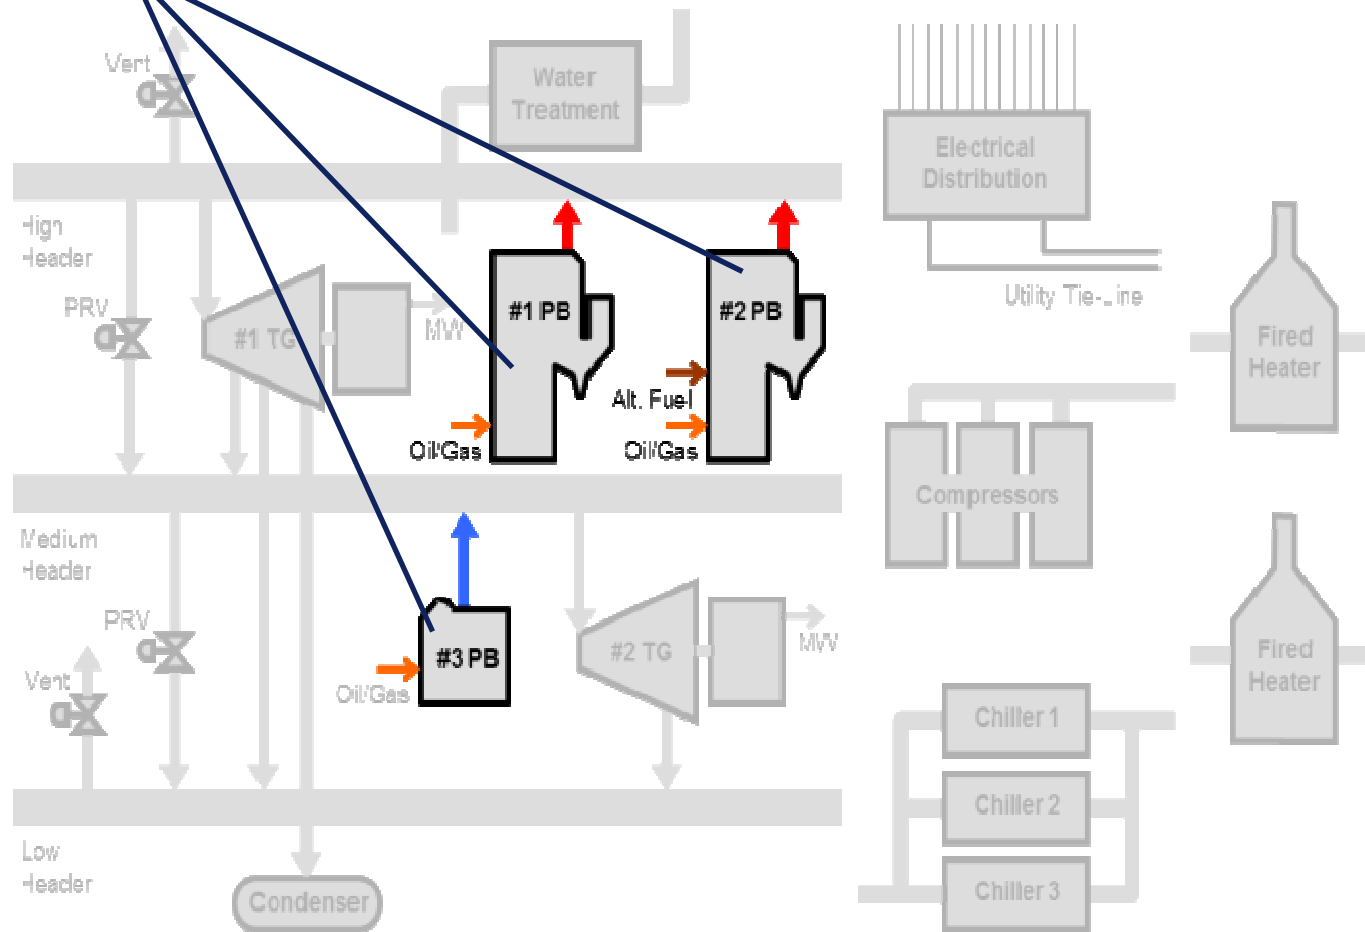 Vent
Water
Treatment
Electrical
Distribution
High
Header
Utility Tie-Line
PRV
#1 TG
MW
#1 PB
#2 PB
Fired
Heater
Alt. Fuel
Oil/Gas
Oil/Gas
Compressors
Medium
Header
PRV
#3 PB
#2 TG
MW
Fired
Heater
Vent
Oil/Gas
Chiller 1
Chiller 2
Low
Header
Chiller 3
Condenser